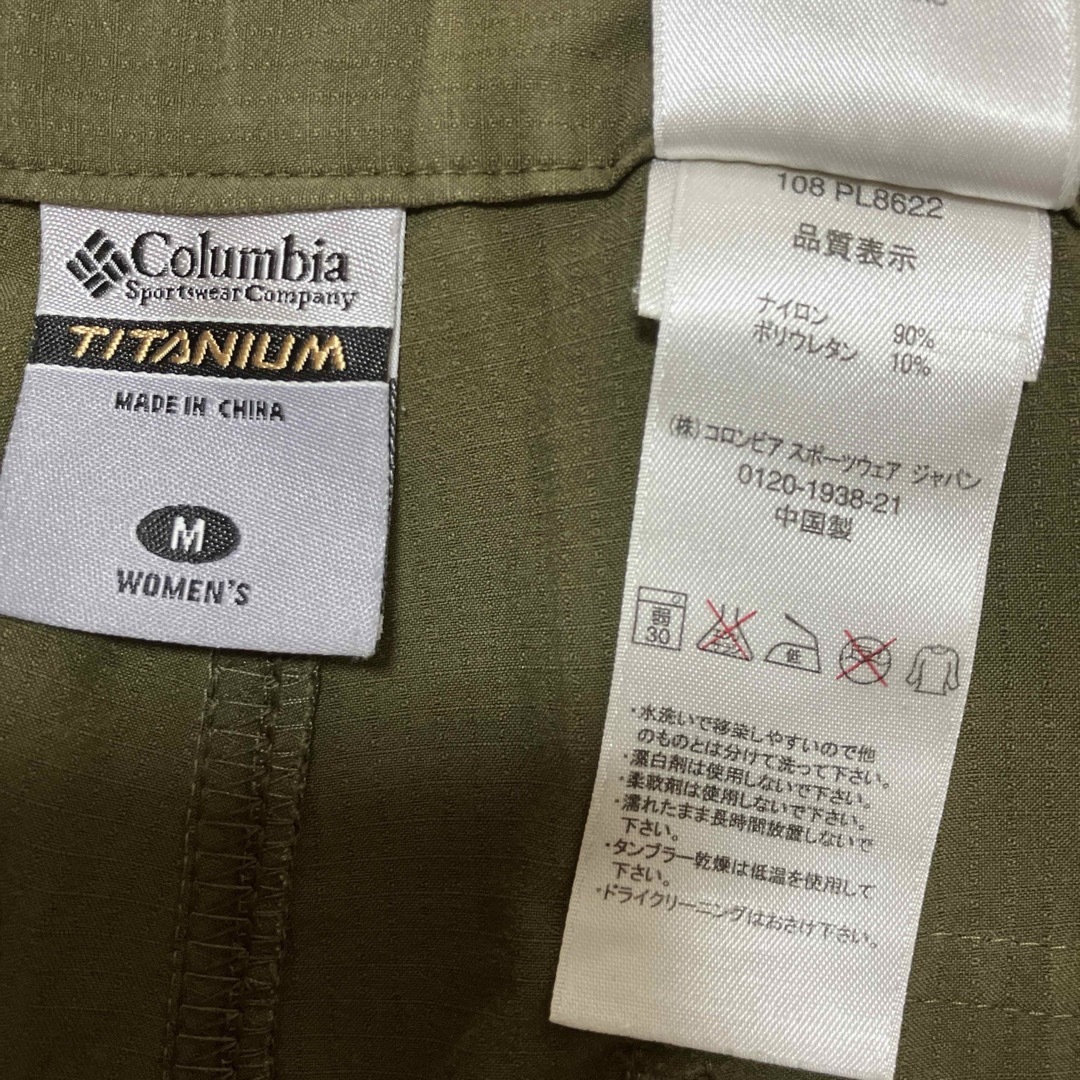 Columbia
Sportswear Company
TITANIUM
MADE IN CHINA
M
WOMEN'S
108 PL8622
品質表示
ナイロン 90%
ポリウレタン 10%
(株)コロンビア スポーツウェア ジャパン
0120-1938-21
中国製
弱
30
低
・水洗いで移染しやすいので他
のものとは分けて洗って下さい。
・漂白剤は使用しないで下さい。
・柔軟剤は使用しないで下さい。
・濡れたまま長時間放置しないで
下さい。
・タンブラー乾燥は低温を使用して
下さい。
・ドライクリーニングはおさけ下さい。